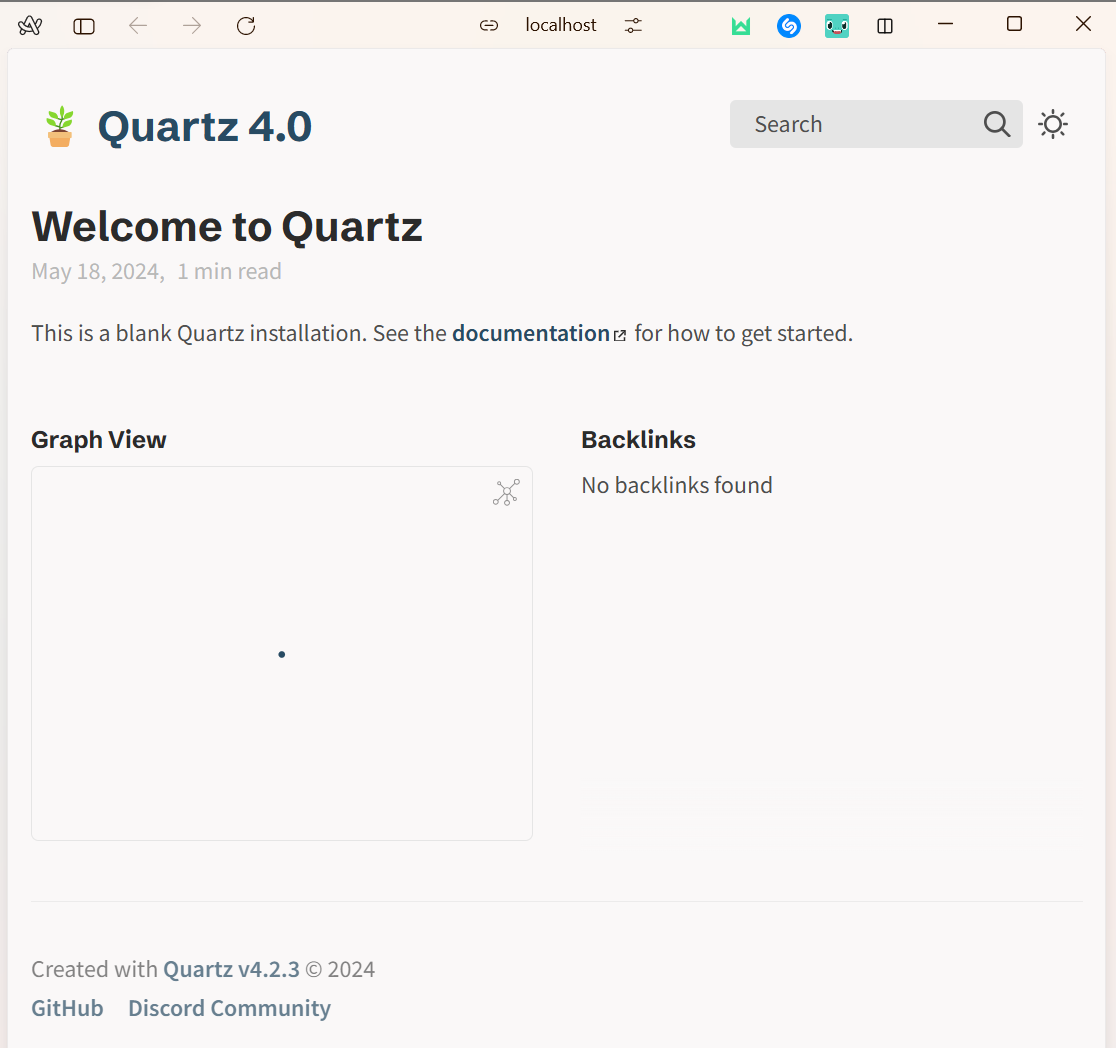 localhost
Quartz 4.0
Search
Welcome to Quartz
May 18, 2024, 1 min read
This is a blank Quartz installation. See the documentation for how to get started.
Graph View
Backlinks
No backlinks found
Created with Quartz v4.2.3 © 2024
GitHub Discord Community